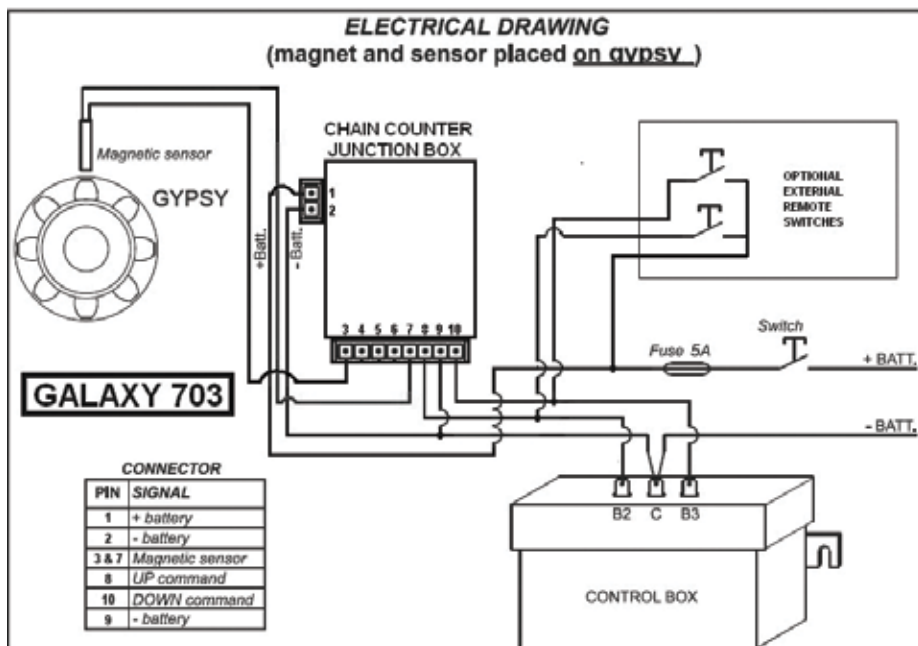 ELECTRICAL DRAWING
(magnet and sensor placed on gypsy )
Magnetic sensor
GYPSY
CHAIN COUNTER
JUNCTION BOX
1
2
+Batt.
- Batt.
3 4 5 6 7 8 9 10
OPTIONAL
EXTERNAL
REMOTE
SWITCHES
Fuse 5A
Switch
+ BATT.
- BATT.
GALAXY 703
CONNECTOR
PIN SIGNAL
1 + battery
2 - battery
3 & 7 Magnetic sensor
8 UP command
10 DOWN command
9 - battery
B2 C B3
CONTROL BOX